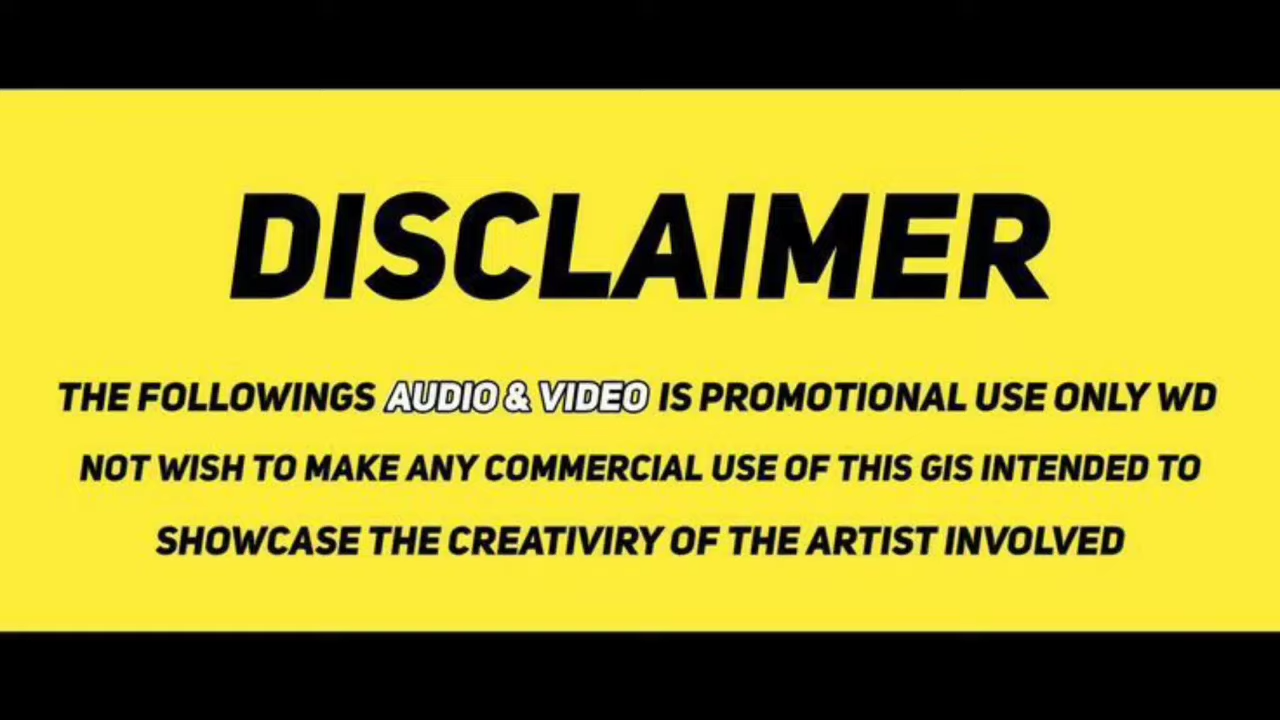 DISCLAIMER
THE FOLLOWINGS AUDIO & VIDEO IS PROMOTIONAL USE ONLY WD
NOT WISH TO MAKE ANY COMMERCIAL USE OF THIS GIS INTENDED TO
SHOWCASE THE CREATIVIRY OF THE ARTIST INVOLVED